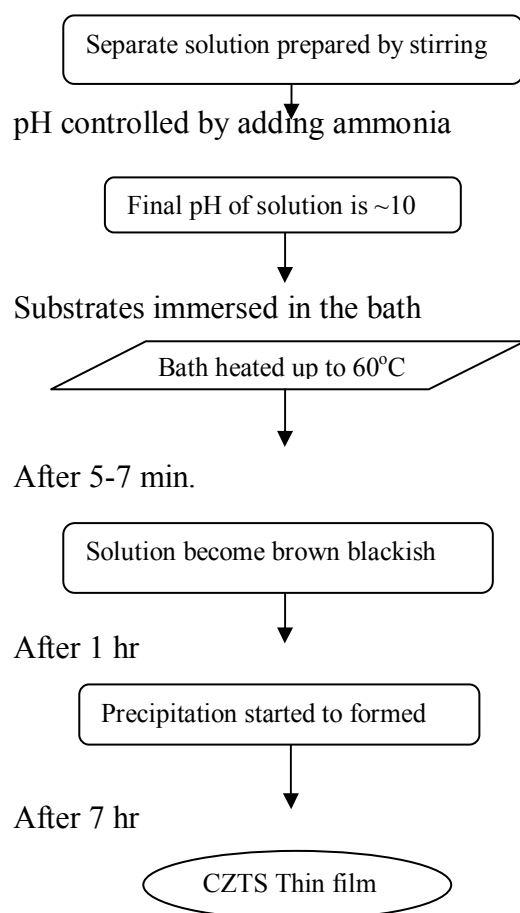 Separate solution prepared by stirring
pH controlled by adding ammonia
Final pH of solution is ~10
Substrates immersed in the bath
Bath heated up to 60°C
After 5-7 min.
Solution become brown blackish
After 1 hr
Precipitation started to formed
After 7 hr
CZTS Thin film